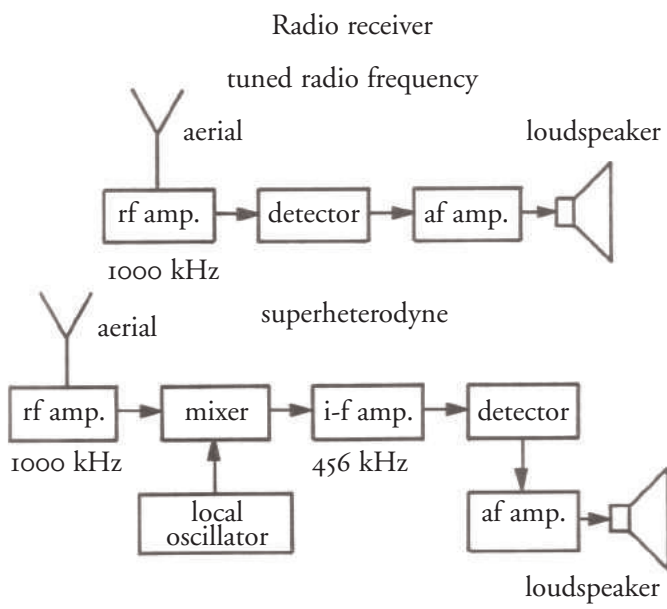 Radio receiver
tuned radio frequency
aerial
loudspeaker
rf amp.
detector
af amp.
1000 kHz
aerial
superheterodyne
rf amp.
mixer
i-f amp.
detector
1000 kHz
456 kHz
local
oscillator
af amp.
loudspeaker